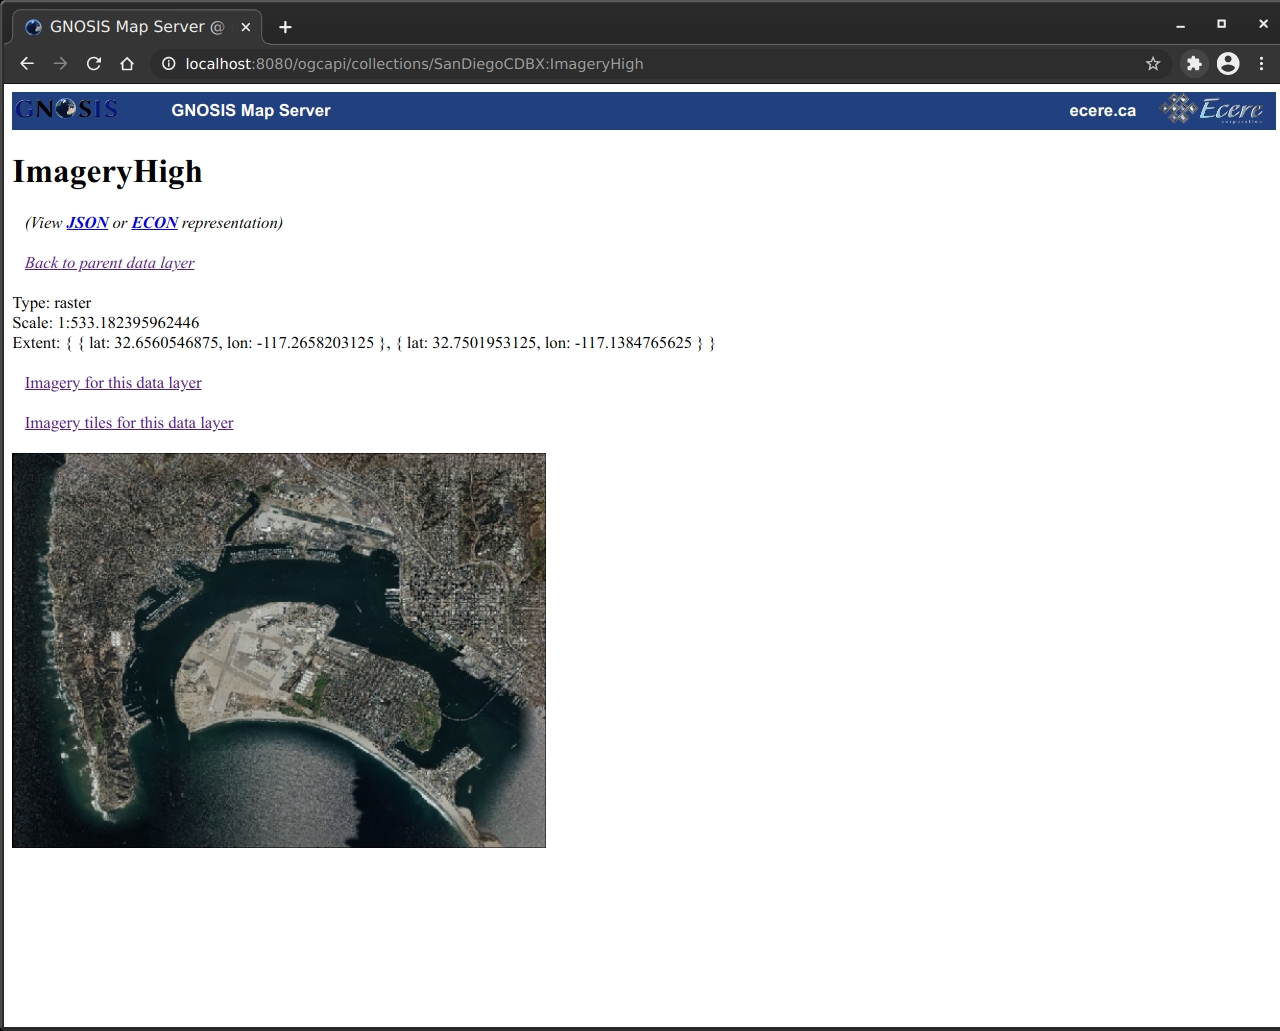 GNOSIS Map Server @
localhost:8080/ogcapi/collections/SanDiegoCDBX:ImageryHigh
GNOSIS GNOSIS Map Server ecere.ca Ecere
corporation
ImageryHigh
(View JSON or ECON representation)
Back to parent data layer
Type: raster
Scale: 1:533.182395962446
Extent: { { lat: 32.6560546875, lon: -117.2658203125 }, { lat: 32.7501953125, lon: -117.1384765625 } }
Imagery for this data layer
Imagery tiles for this data layer